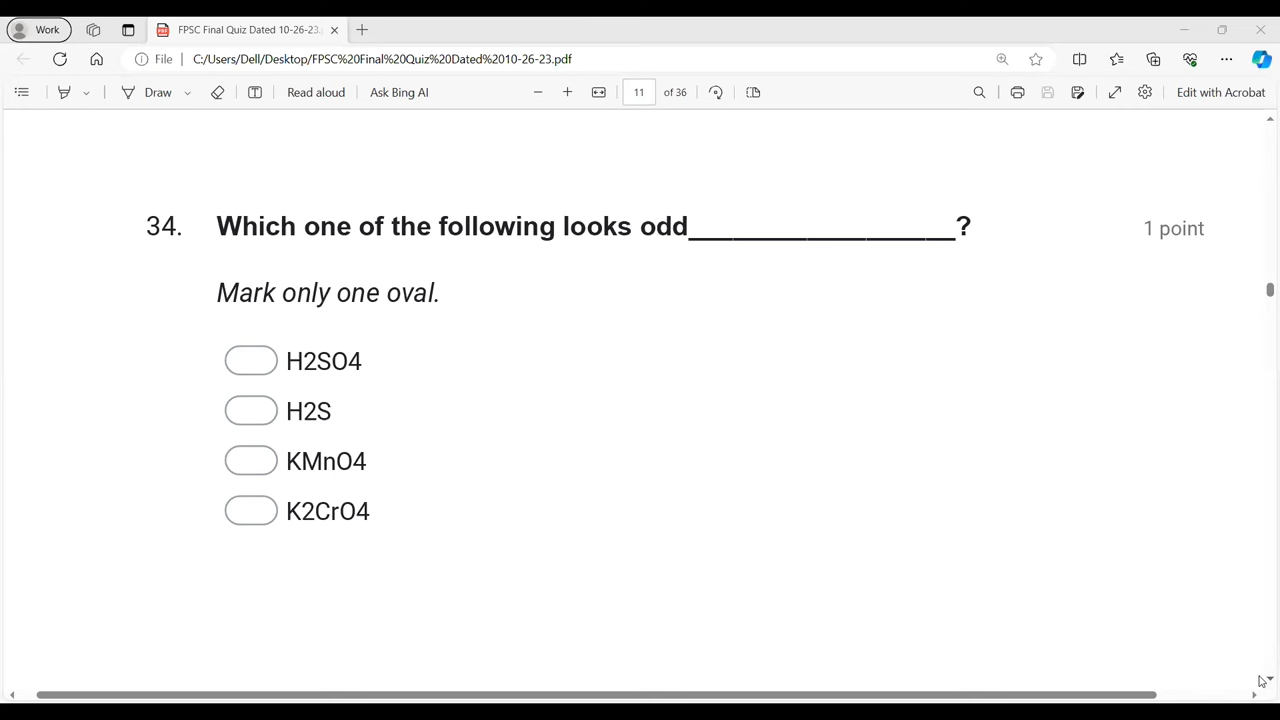 Work
FPSC Final Quiz Dated 10-26-23.
File C:/Users/Dell/Desktop/FPSC%20Final%20Quiz%20Dated%2010-26-23.pdf
Draw Read aloud Ask Bing AI 11 of 36 Edit with Acrobat
34. Which one of the following looks odd__________________? 1 point
Mark only one oval.
H2SO4
H2S
KMnO4
K2CrO4